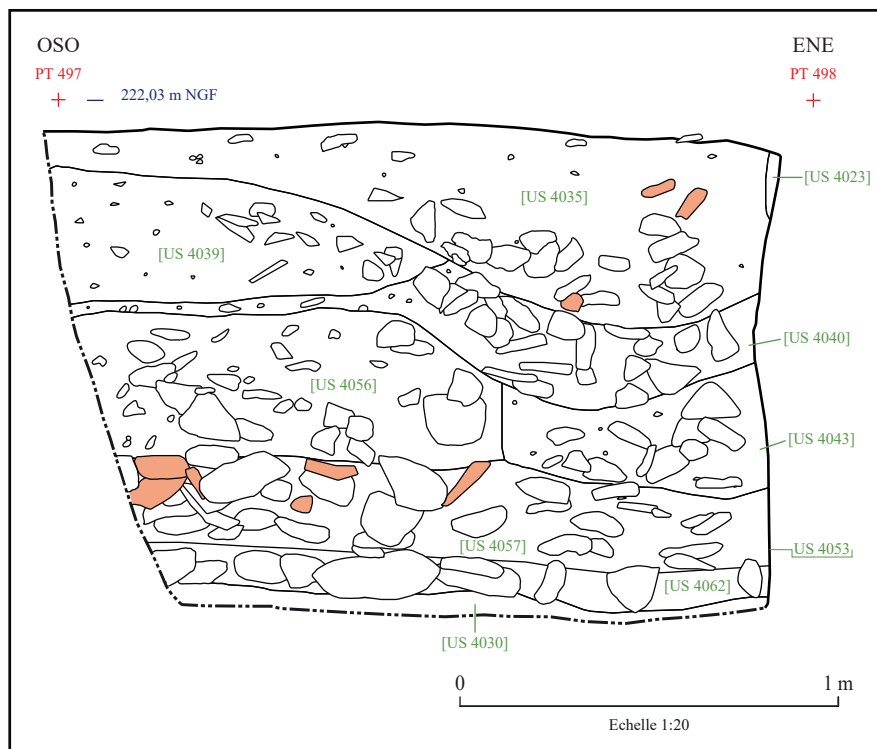 OSO
ENE
PT 497
PT 498
222,03 m NGF
[US 4023]
[US 4035]
[US 4039]
[US 4040]
[US 4056]
[US 4043]
[US 4057]
US 4053
[US 4062]
[US 4030]
0
1 m
Echelle 1:20